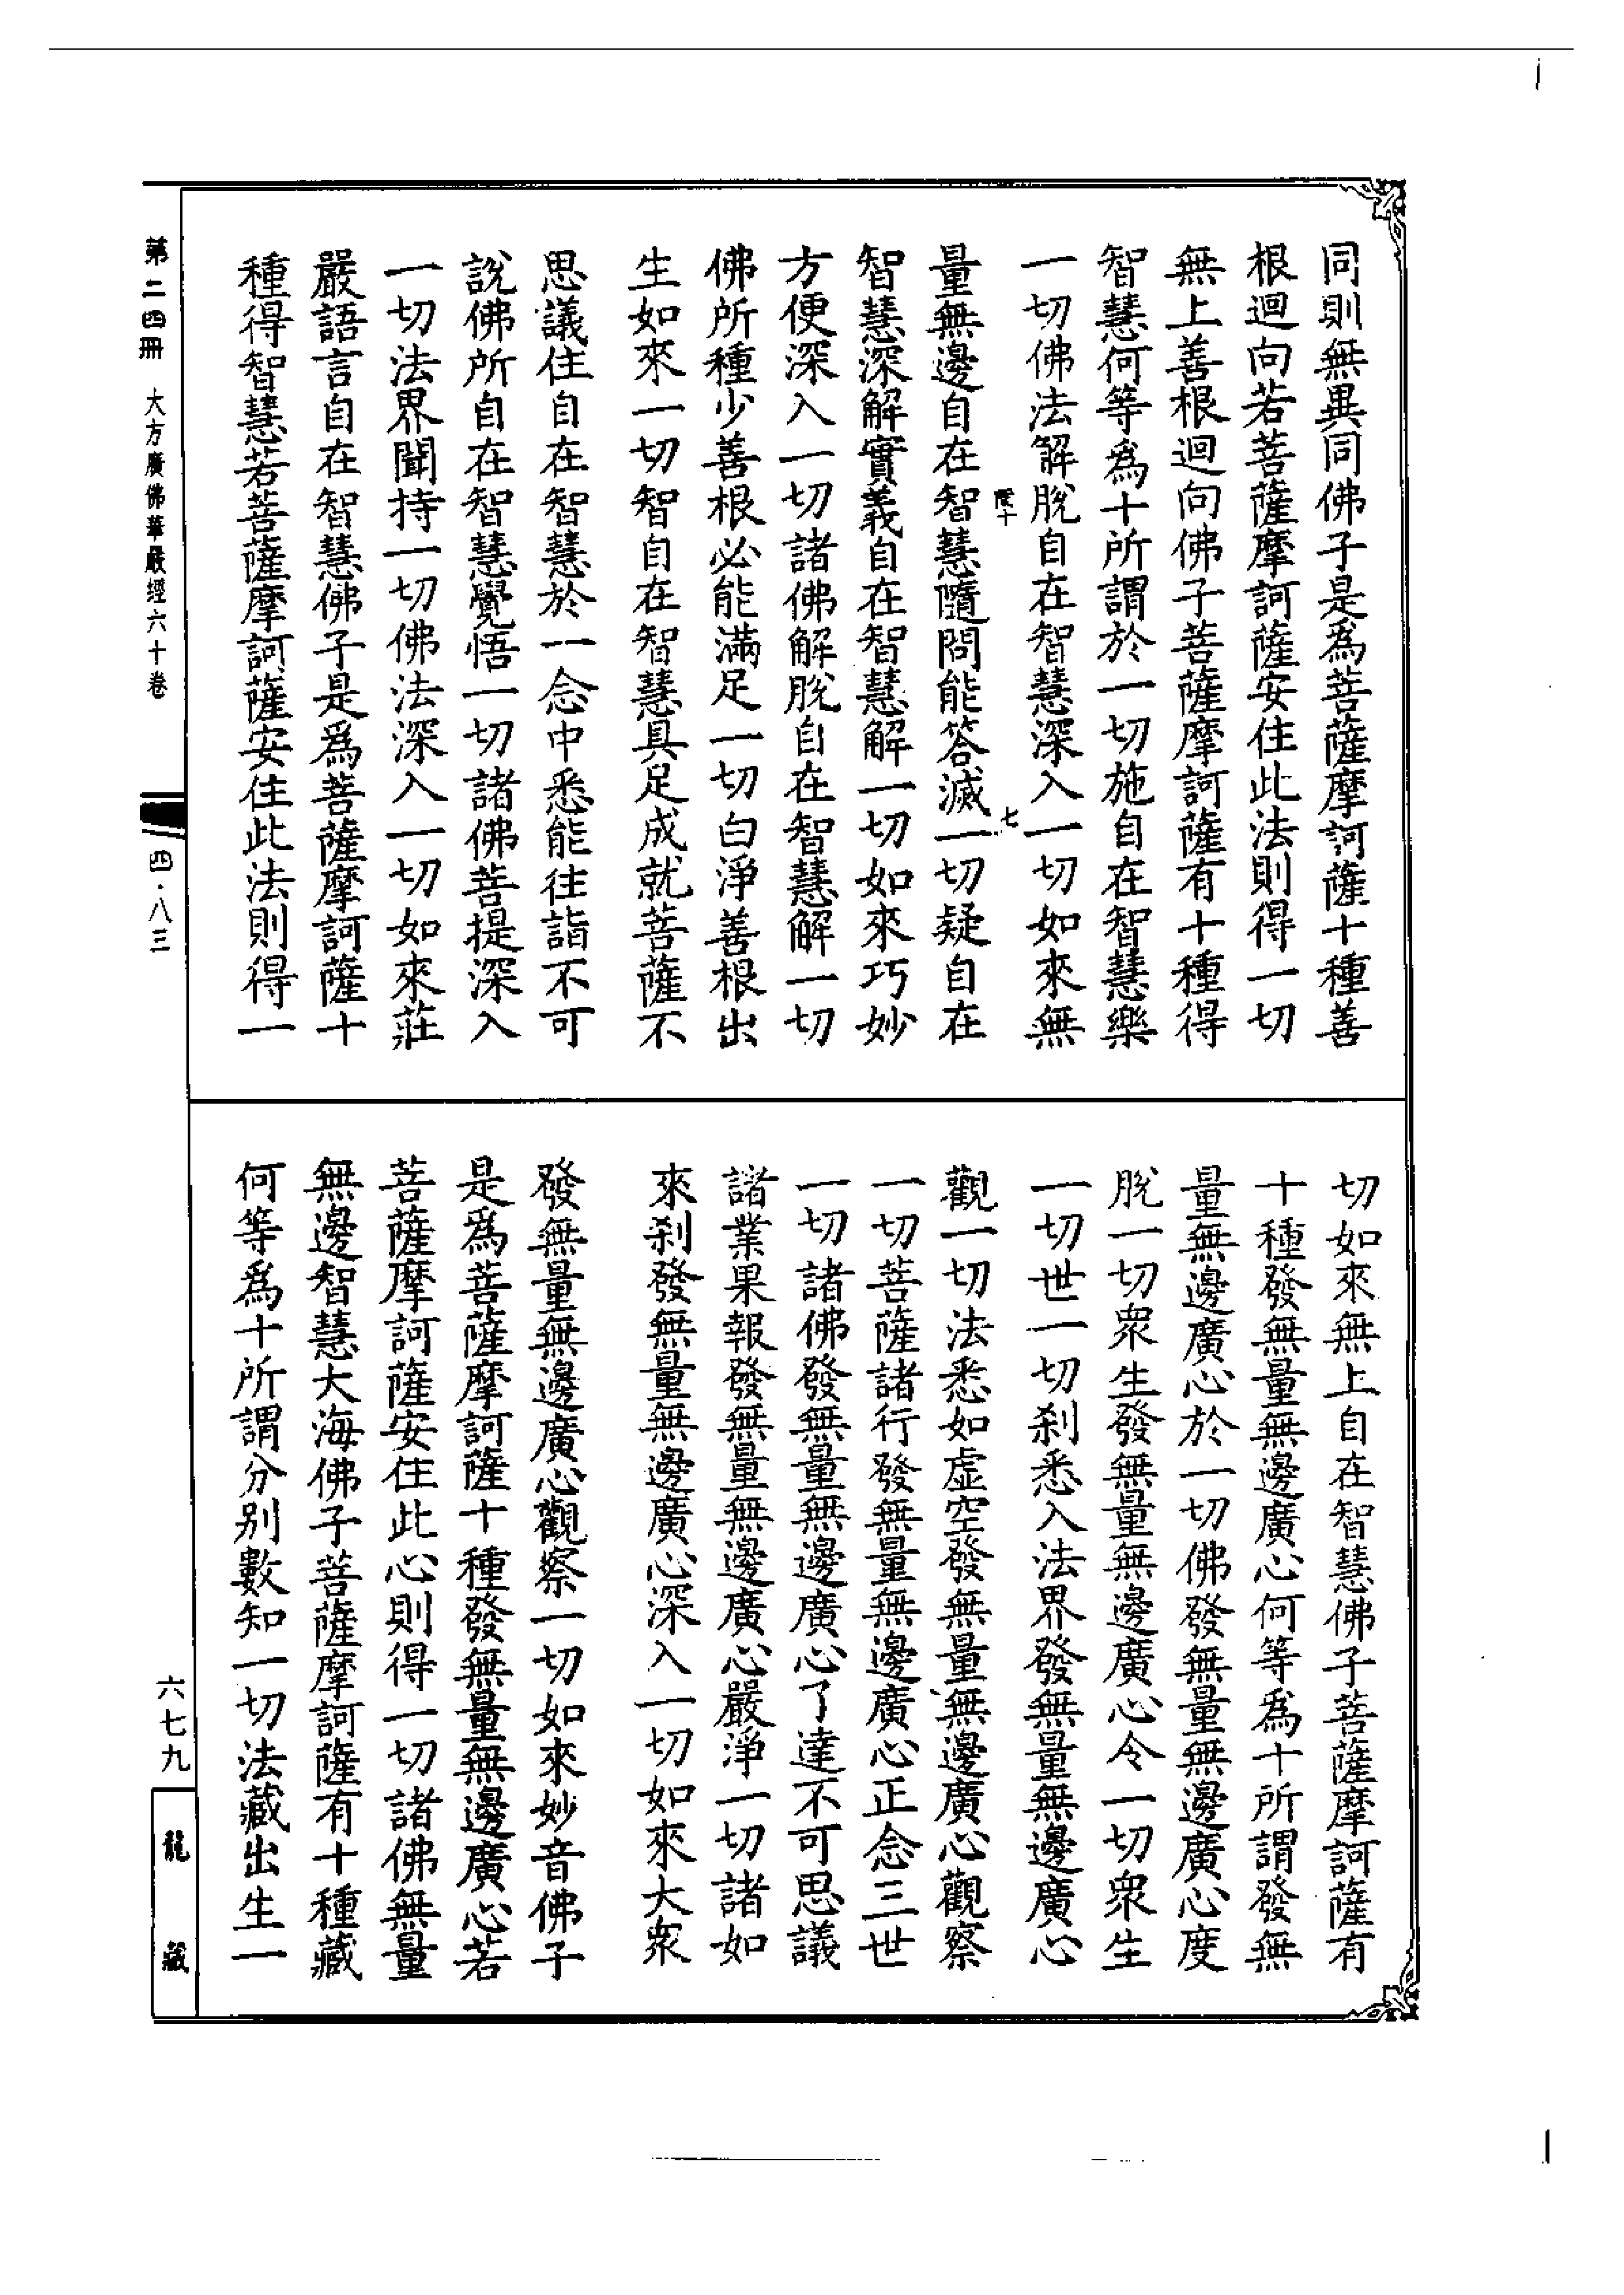 同則無異同佛子是爲菩薩摩訶薩十種善
根迴向若菩薩摩訶薩安住此法則得一切
無上善根迴向佛子菩薩摩訶薩有十種得
智慧何等爲十所謂於一切施自在智慧樂
一切佛法解脫自在智慧深入一切如來無
七
量無邊自在智慧隨問能答滅一切疑自在
智慧深解實義自在智慧解一切如來巧妙
方便深入一切諸佛解脫自在智慧解一切
佛所種少善根必能滿足一切白淨善根出
生如來一切智自在智慧具足成就菩薩不
思議住自在智慧於一念中悉能往詣不可
說佛所自在智慧覺悟一切諸佛菩提深入
一切法界聞持一切佛法深入一切如來莊
嚴語言自在智慧佛子是爲菩薩摩訶薩十
種得智慧若菩薩摩訶薩安住此法則得一
切如來無上自在智慧佛子菩薩摩訶薩有
十種發無量無邊廣心何等爲十所謂發無
量無邊廣心於一切佛發無量無邊廣心度
脫一切衆生發無量無邊廣心令一切衆生
一切世一切剎悉入法界發無量無邊廣心
觀一切法悉如虛空發無量無邊廣心觀察
一切菩薩諸行發無量無邊廣心正念三世
一切諸佛發無量無邊廣心了達不可思議
諸業果報發無量無邊廣心嚴淨一切諸如
來剎發無量無邊廣心深入一切如來大衆
發無量無邊廣心觀察一切如來妙音佛子
是爲菩薩摩訶薩十種發無量無邊廣心若
菩薩摩訶薩安住此心則得一切諸佛無量
無邊智慧大海佛子菩薩摩訶薩有十種藏
何等爲十所謂分別數知一切法藏出生一
第二四冊 大方廣佛華嚴經六十卷
四·八三
六七九
龍藏